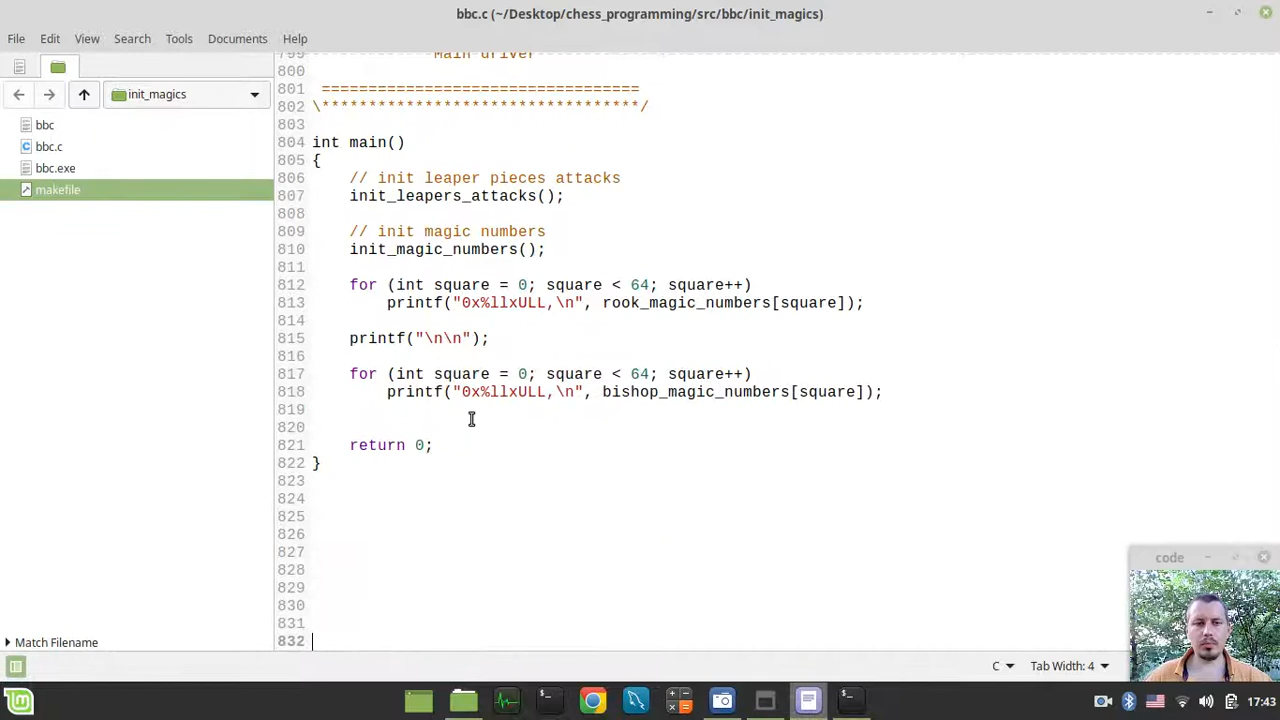 bbc.c (~/Desktop/chess_programming/src/bbc/init_magics)
File Edit View Search Tools Documents Help
init_magics
bbc
bbc.c
bbc.exe
makefile
Match Filename
799 Main driver
800
801 ==================================
802 \**********************************/
803
804 int main()
805 {
806 // init leaper pieces attacks
807 init_leapers_attacks();
808
809 // init magic numbers
810 init_magic_numbers();
811
812 for (int square = 0; square < 64; square++)
813 printf("0x%llxULL,\n", rook_magic_numbers[square]);
814
815 printf("\n\n");
816
817 for (int square = 0; square < 64; square++)
818 printf("0x%llxULL,\n", bishop_magic_numbers[square]);
819
820
821 return 0;
822 }
823
824
825
826
827
828
829
830
831
832
code
C Tab Width: 4
17:43